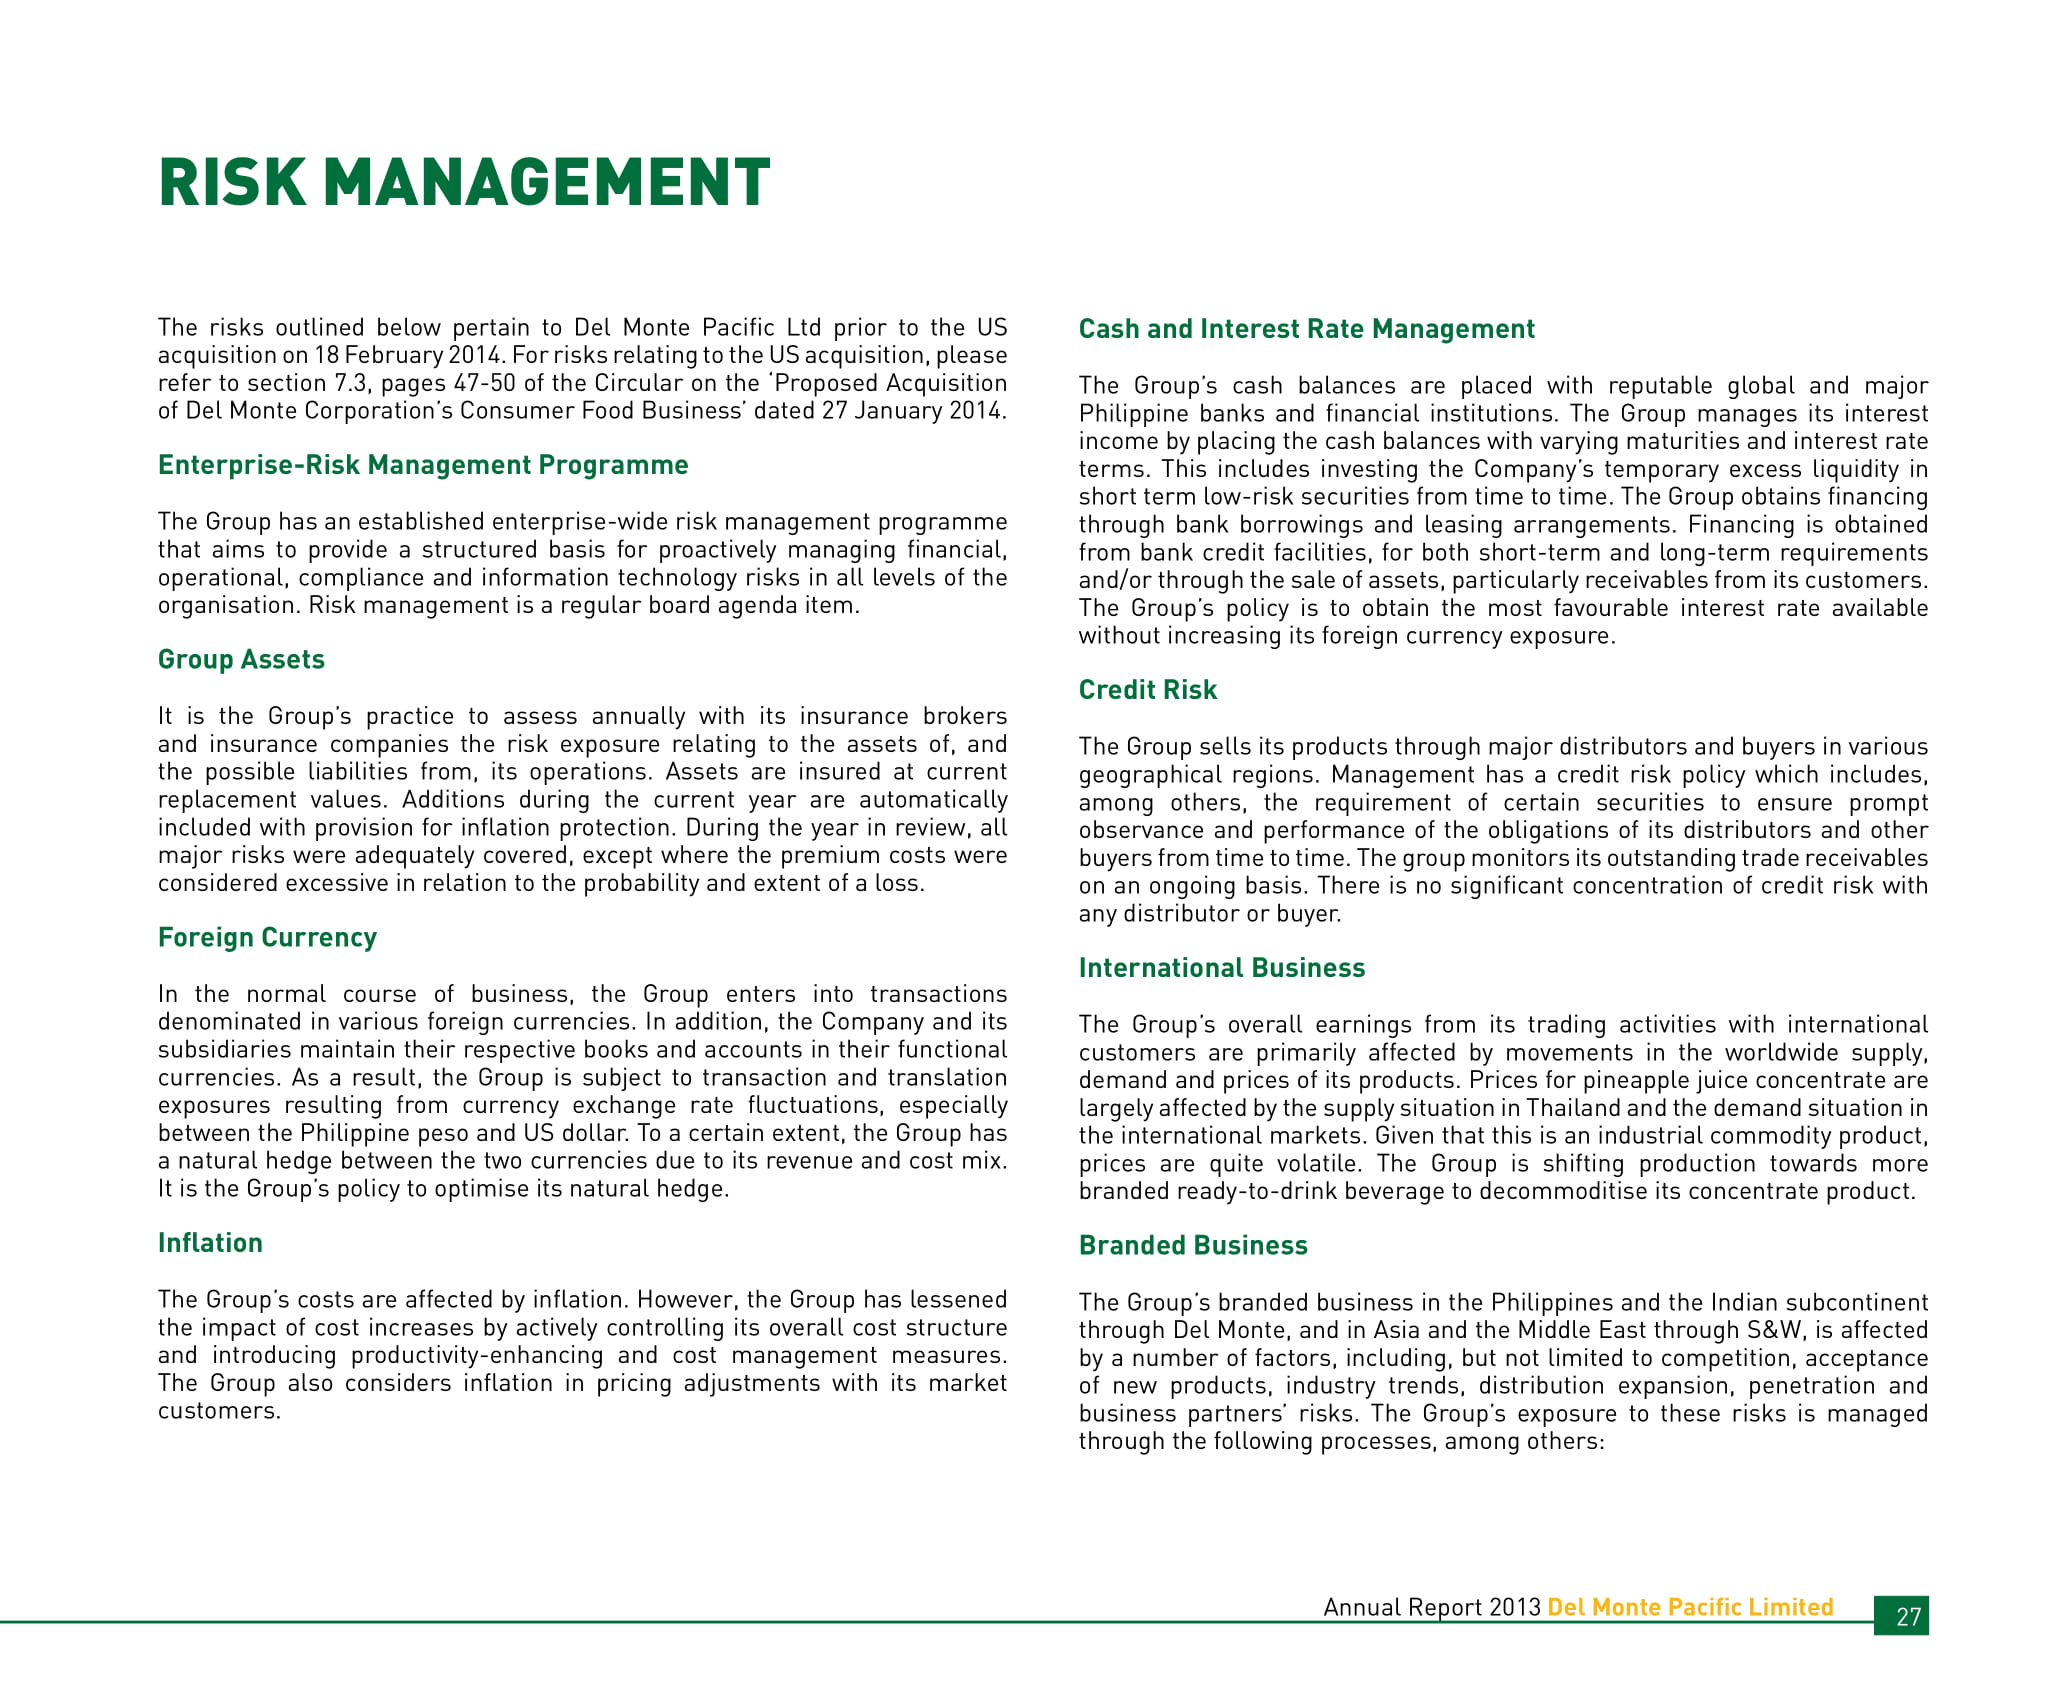 RISK MANAGEMENT
The risks outlined below pertain to Del Monte Pacific Ltd prior to the US
acquisition on 18 February 2014. For risks relating to the US acquisition, please
refer to section 7.3, pages 47-50 of the Circular on the ‘Proposed Acquisition
of Del Monte Corporation’s Consumer Food Business’ dated 27 January 2014.
Enterprise-Risk Management Programme
The Group has an established enterprise-wide risk management programme
that aims to provide a structured basis for proactively managing financial,
operational, compliance and information technology risks in all levels of the
organisation. Risk management is a regular board agenda item.
Group Assets
It is the Group’s practice to assess annually with its insurance brokers
and insurance companies the risk exposure relating to the assets of, and
the possible liabilities from, its operations. Assets are insured at current
replacement values. Additions during the current year are automatically
included with provision for inflation protection. During the year in review, all
major risks were adequately covered, except where the premium costs were
considered excessive in relation to the probability and extent of a loss.
Foreign Currency
In the normal course of business, the Group enters into transactions
denominated in various foreign currencies. In addition, the Company and its
subsidiaries maintain their respective books and accounts in their functional
currencies. As a result, the Group is subject to transaction and translation
exposures resulting from currency exchange rate fluctuations, especially
between the Philippine peso and US dollar. To a certain extent, the Group has
a natural hedge between the two currencies due to its revenue and cost mix.
It is the Group’s policy to optimise its natural hedge.
Inflation
The Group’s costs are affected by inflation. However, the Group has lessened
the impact of cost increases by actively controlling its overall cost structure
and introducing productivity-enhancing and cost management measures.
The Group also considers inflation in pricing adjustments with its market
customers.
Cash and Interest Rate Management
The Group’s cash balances are placed with reputable global and major
Philippine banks and financial institutions. The Group manages its interest
income by placing the cash balances with varying maturities and interest rate
terms. This includes investing the Company’s temporary excess liquidity in
short term low-risk securities from time to time. The Group obtains financing
through bank borrowings and leasing arrangements. Financing is obtained
from bank credit facilities, for both short-term and long-term requirements
and/or through the sale of assets, particularly receivables from its customers.
The Group’s policy is to obtain the most favourable interest rate available
without increasing its foreign currency exposure.
Credit Risk
The Group sells its products through major distributors and buyers in various
geographical regions. Management has a credit risk policy which includes,
among others, the requirement of certain securities to ensure prompt
observance and performance of the obligations of its distributors and other
buyers from time to time. The group monitors its outstanding trade receivables
on an ongoing basis. There is no significant concentration of credit risk with
any distributor or buyer.
International Business
The Group’s overall earnings from its trading activities with international
customers are primarily affected by movements in the worldwide supply,
demand and prices of its products. Prices for pineapple juice concentrate are
largely affected by the supply situation in Thailand and the demand situation in
the international markets. Given that this is an industrial commodity product,
prices are quite volatile. The Group is shifting production towards more
branded ready-to-drink beverage to decommoditise its concentrate product.
Branded Business
The Group’s branded business in the Philippines and the Indian subcontinent
through Del Monte, and in Asia and the Middle East through S&W, is affected
by a number of factors, including, but not limited to competition, acceptance
of new products, industry trends, distribution expansion, penetration and
business partners’ risks. The Group’s exposure to these risks is managed
through the following processes, among others:
Annual Report 2013 Del Monte Pacific Limited 27